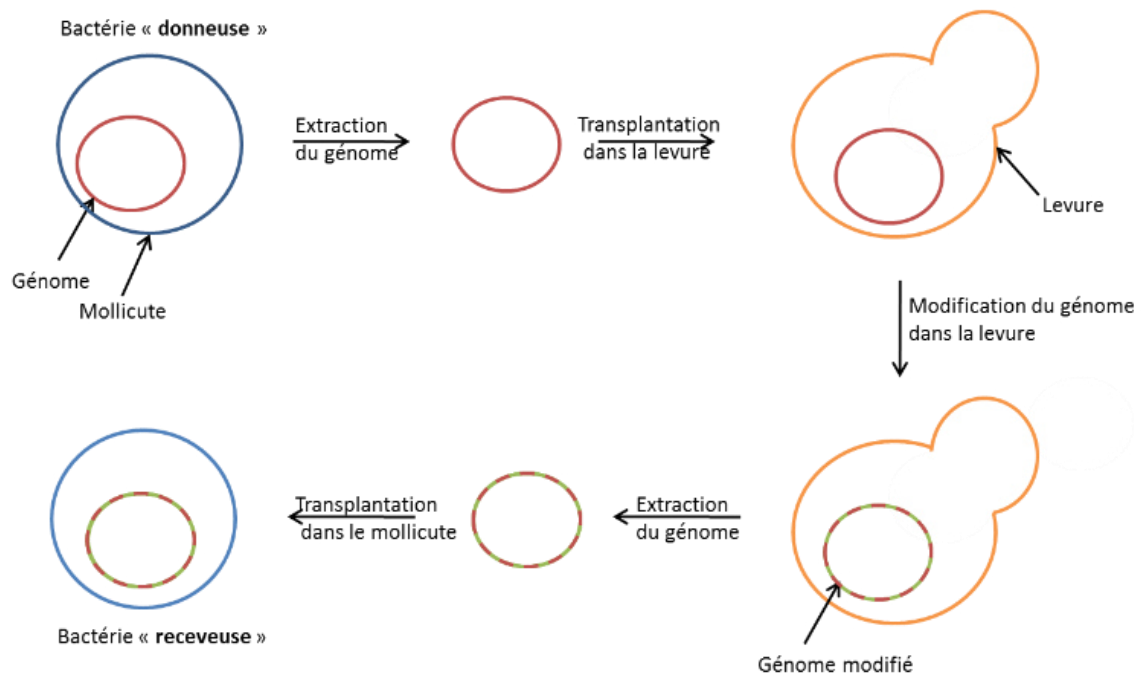 Bactérie « donneuse »
Extraction
du génome
Transplantation
dans la levure
Levure
Génome
Mollicute
Modification du génome
dans la levure
Transplantation
dans le mollicute
Extraction
du génome
Bactérie « receveuse »
Génome modifié